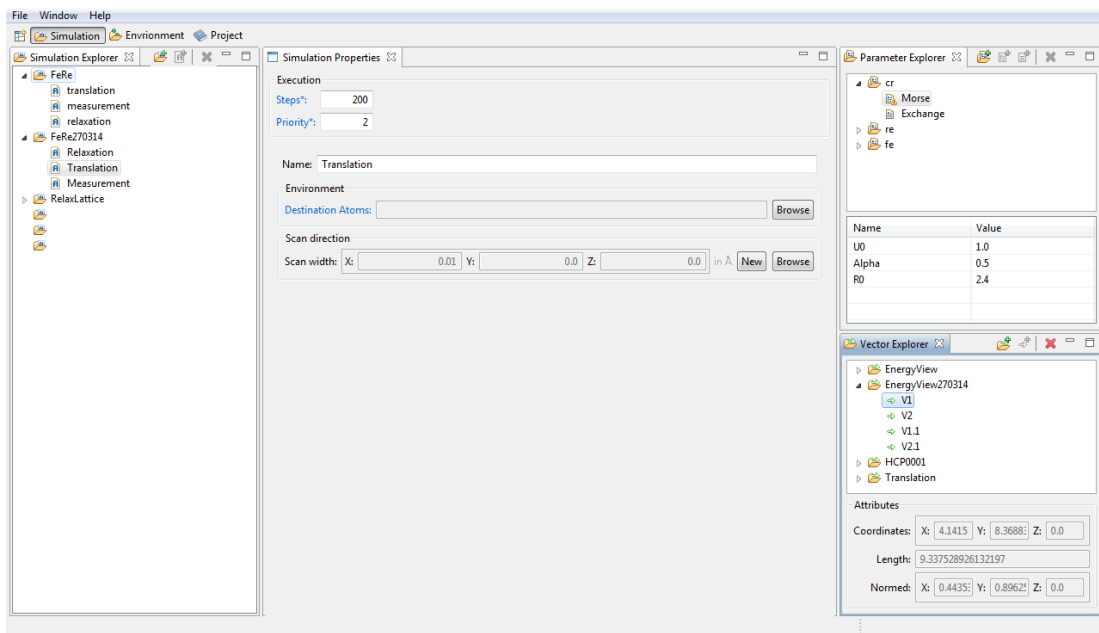 File Window Help
Simulation Envrionment Project
Simulation Explorer
FeRe
translation
measurement
relaxation
FeRe270314
Relaxation
Translation
Measurement
RelaxLattice
Simulation Properties
Execution
Steps*: 200
Priority*: 2
Name: Translation
Environment
Destination Atoms: Browse
Scan direction
Scan width: X: 0.01 Y: 0.0 Z: 0.0 in Å New Browse
Parameter Explorer
cr
Morse
Exchange
re
fe
Name Value
U0 1.0
Alpha 0.5
R0 2.4
Vector Explorer
EnergyView
EnergyView270314
V1
V2
V1.1
V2.1
HCP0001
Translation
Attributes
Coordinates: X: 4.1415 Y: 8.3688 Z: 0.0
Length: 9.337528926132197
Normed: X: 0.4435 Y: 0.8962 Z: 0.0